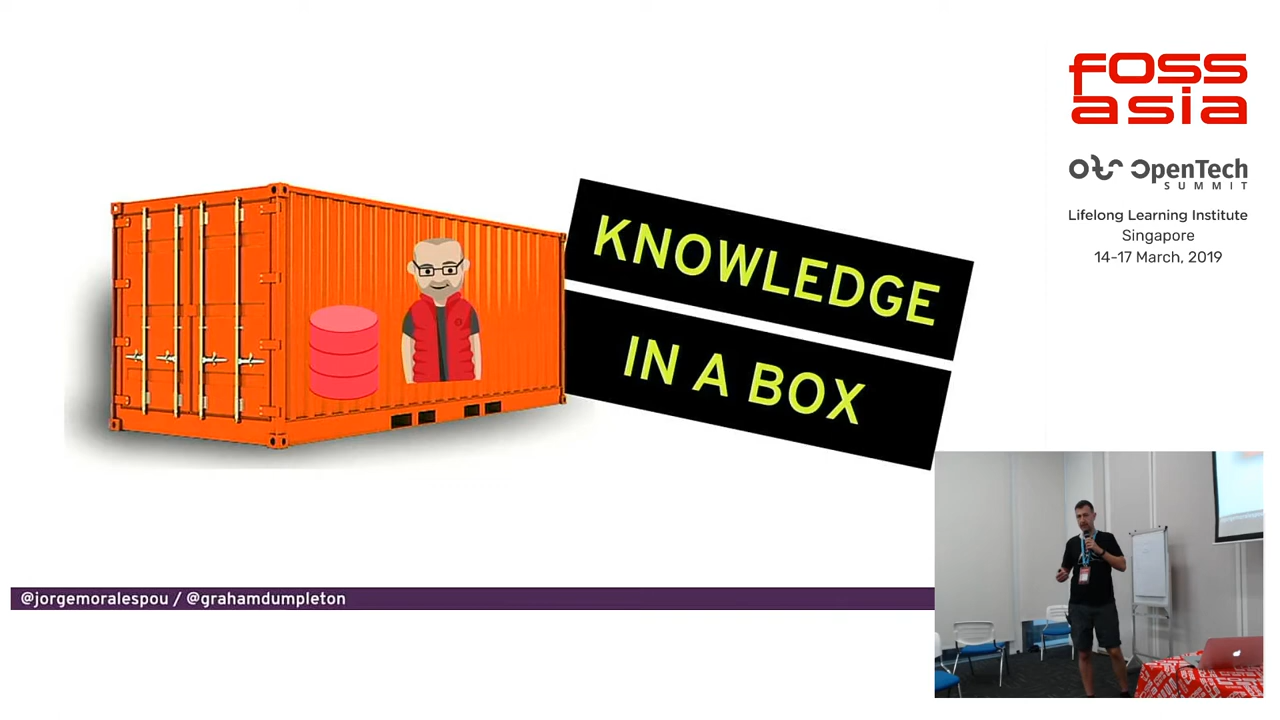 KNOWLEDGE
IN A BOX
@jorgemoralespou / @grahamdumpleton
FOSS
asia
OpenTech
SUMMIT
Lifelong Learning Institute
Singapore
14-17 March, 2019